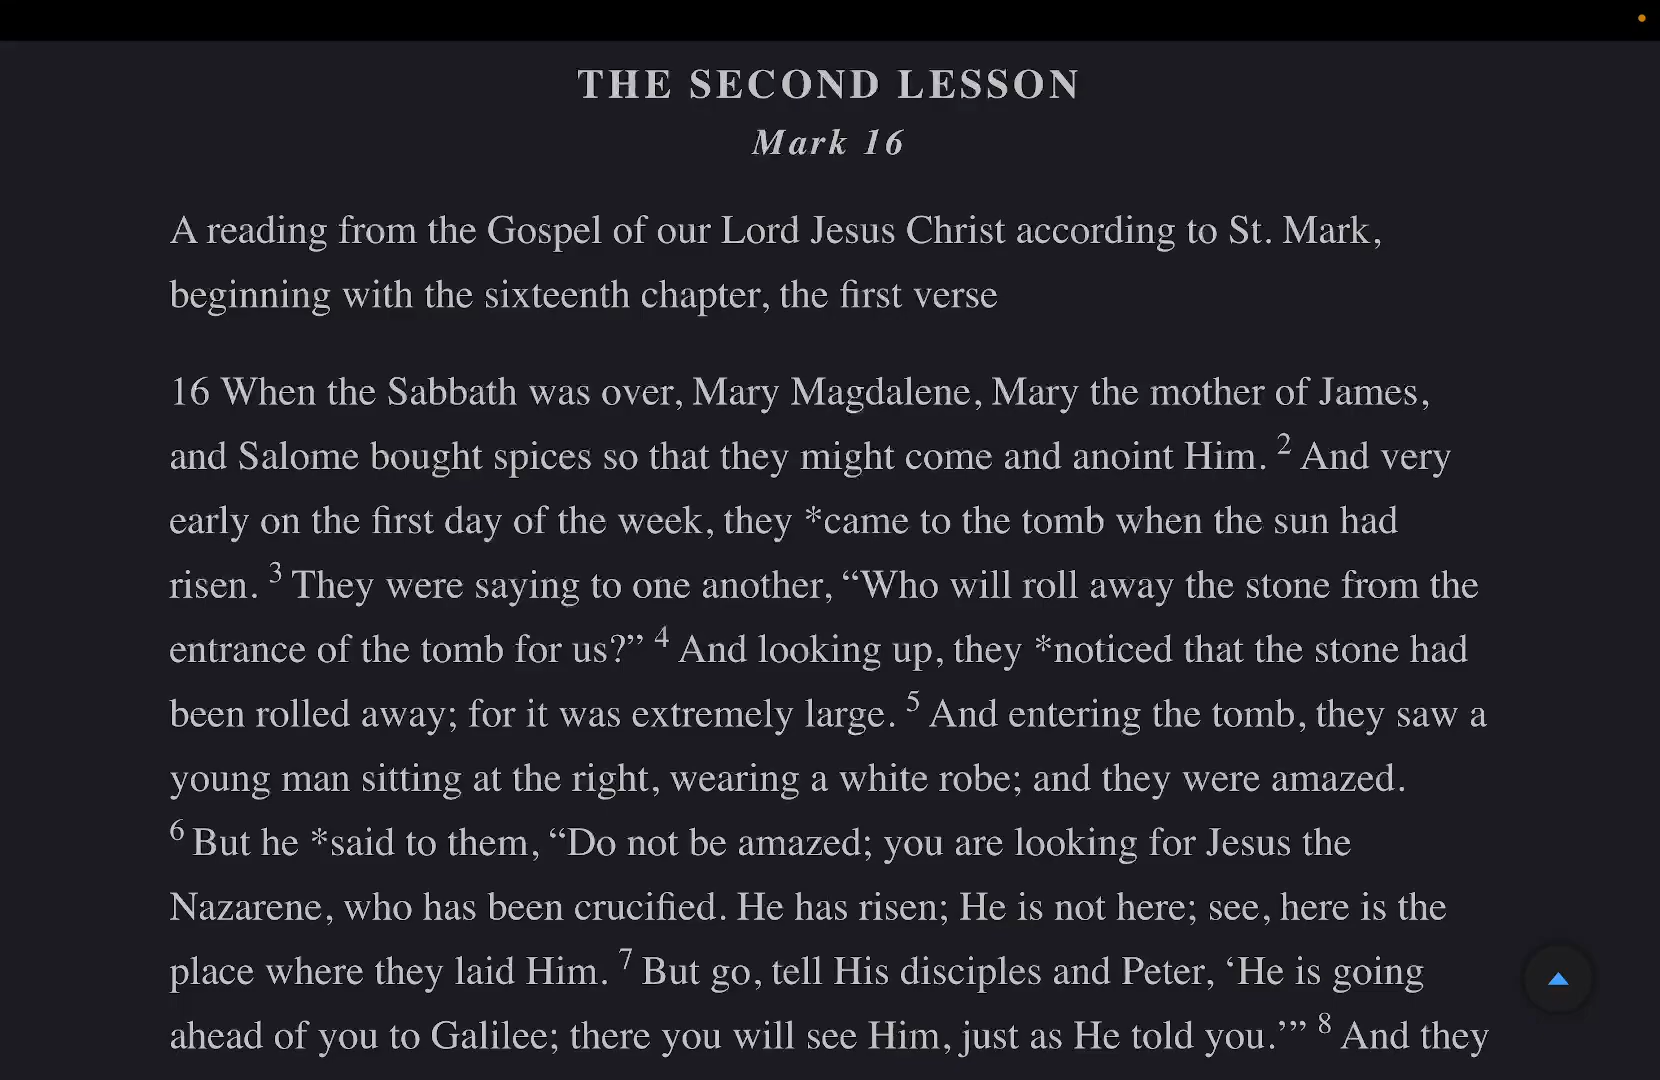 THE SECOND LESSON
Mark 16
A reading from the Gospel of our Lord Jesus Christ according to St. Mark,
beginning with the sixteenth chapter, the first verse
16 When the Sabbath was over, Mary Magdalene, Mary the mother of James,
and Salome bought spices so that they might come and anoint Him. 2 And very
early on the first day of the week, they *came to the tomb when the sun had
risen. 3 They were saying to one another, “Who will roll away the stone from the
entrance of the tomb for us?” 4 And looking up, they *noticed that the stone had
been rolled away; for it was extremely large. 5 And entering the tomb, they saw a
young man sitting at the right, wearing a white robe; and they were amazed.
6 But he *said to them, “Do not be amazed; you are looking for Jesus the
Nazarene, who has been crucified. He has risen; He is not here; see, here is the
place where they laid Him. 7 But go, tell His disciples and Peter, ‘He is going
ahead of you to Galilee; there you will see Him, just as He told you.’” 8 And they